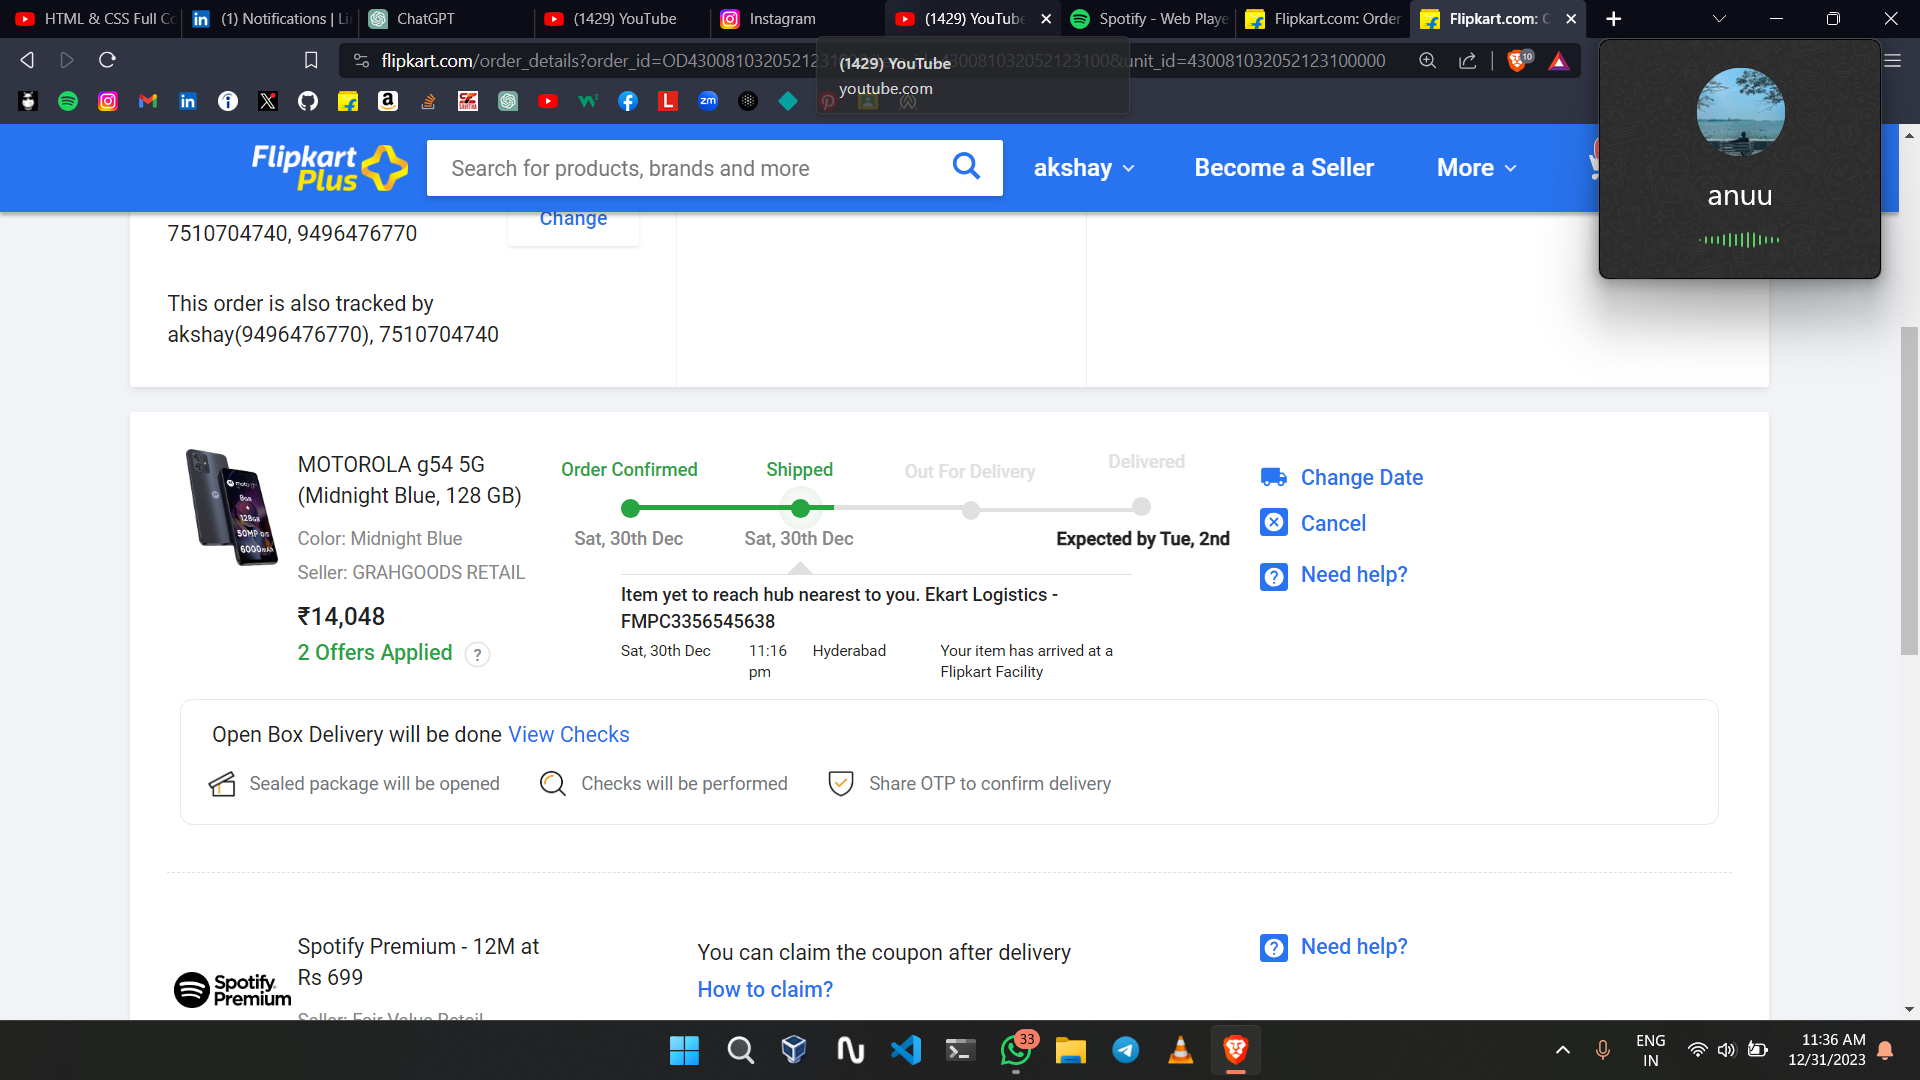 HTML & CSS Full Co
(1) Notifications | Li
ChatGPT
(1429) YouTube
Instagram
(1429) YouTube
Spotify - Web Playe
Flipkart.com: Order
Flipkart.com: O
flipkart.com/order_details?order_id=OD430081032052123100&unit_id=430081032052123100000
10
(1429) YouTube
youtube.com
anuu
Flipkart
Plus
Search for products, brands and more
akshay
Become a Seller
More
Change
7510704740, 9496476770
This order is also tracked by
akshay(9496476770), 7510704740
MOTOROLA g54 5G
(Midnight Blue, 128 GB)
Color: Midnight Blue
Seller: GRAHGOODS RETAIL
₹14,048
2 Offers Applied ?
Order Confirmed
Shipped
Out For Delivery
Delivered
Sat, 30th Dec
Sat, 30th Dec
Expected by Tue, 2nd
Item yet to reach hub nearest to you. Ekart Logistics -
FMPC3356545638
Sat, 30th Dec
11:16
pm
Hyderabad
Your item has arrived at a
Flipkart Facility
Change Date
Cancel
Need help?
Open Box Delivery will be done View Checks
Sealed package will be opened
Checks will be performed
Share OTP to confirm delivery
Spotify
Premium
Spotify Premium - 12M at
Rs 699
Seller: Fair Value Retail
You can claim the coupon after delivery
How to claim?
Need help?
33
ENG
IN
11:36 AM
12/31/2023